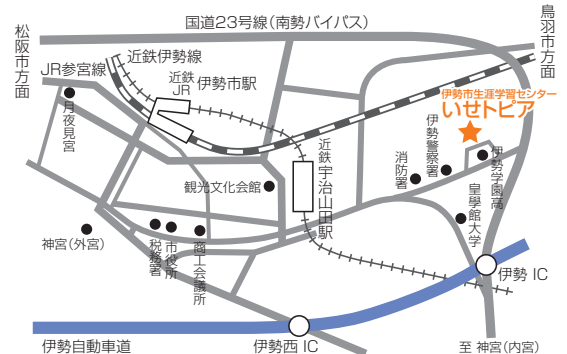 国道23号線(南勢バイパス)
松阪市方面
鳥羽市方面
近鉄伊勢線
JR参宮線
近鉄
JR
伊勢市駅
伊勢市生涯学習センター
いせトピア
月夜見宮
近鉄宇治山田駅
消防署
伊勢警察署
伊勢学園高
観光文化会館
皇學館大学
神宮(外宮)
税務署
市役所
商工会議所
伊勢 IC
伊勢自動車道
伊勢西 IC
至 神宮(内宮)